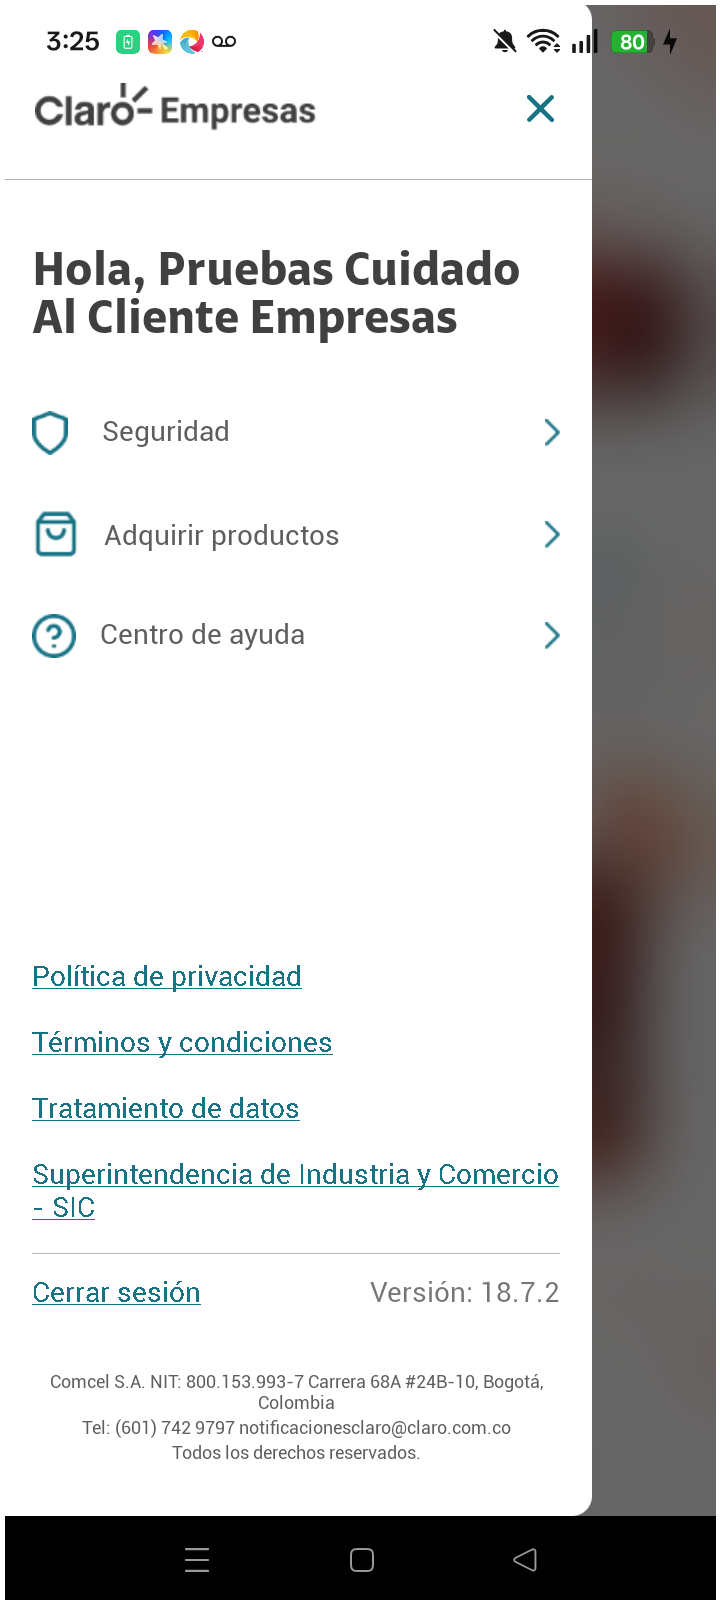 3:25
80
Claro Empresas
Hola, Pruebas Cuidado
Al Cliente Empresas
Seguridad
Adquirir productos
Centro de ayuda
Política de privacidad
Términos y condiciones
Tratamiento de datos
Superintendencia de Industria y Comercio
- SIC
Cerrar sesión
Versión: 18.7.2
Comcel S.A. NIT: 800.153.993-7 Carrera 68A #24B-10, Bogotá,
Colombia
Tel: (601) 742 9797 notificacionesclaro@claro.com.co
Todos los derechos reservados.